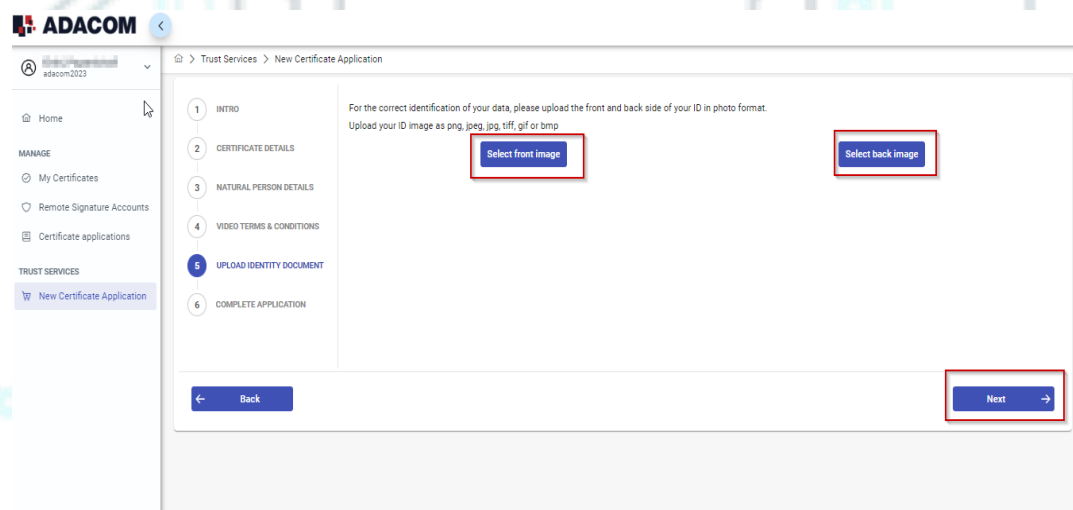 ADACOM
adacom2023
Home
MANAGE
My Certificates
Remote Signature Accounts
Certificate applications
TRUST SERVICES
New Certificate Application
Trust Services > New Certificate Application
1 INTRO
2 CERTIFICATE DETAILS
3 NATURAL PERSON DETAILS
4 VIDEO TERMS & CONDITIONS
5 UPLOAD IDENTITY DOCUMENT
6 COMPLETE APPLICATION
For the correct identification of your data, please upload the front and back side of your ID in photo format.
Upload your ID image as png, jpeg, jpg, tiff, gif or bmp
Select front image
Select back image
Back
Next